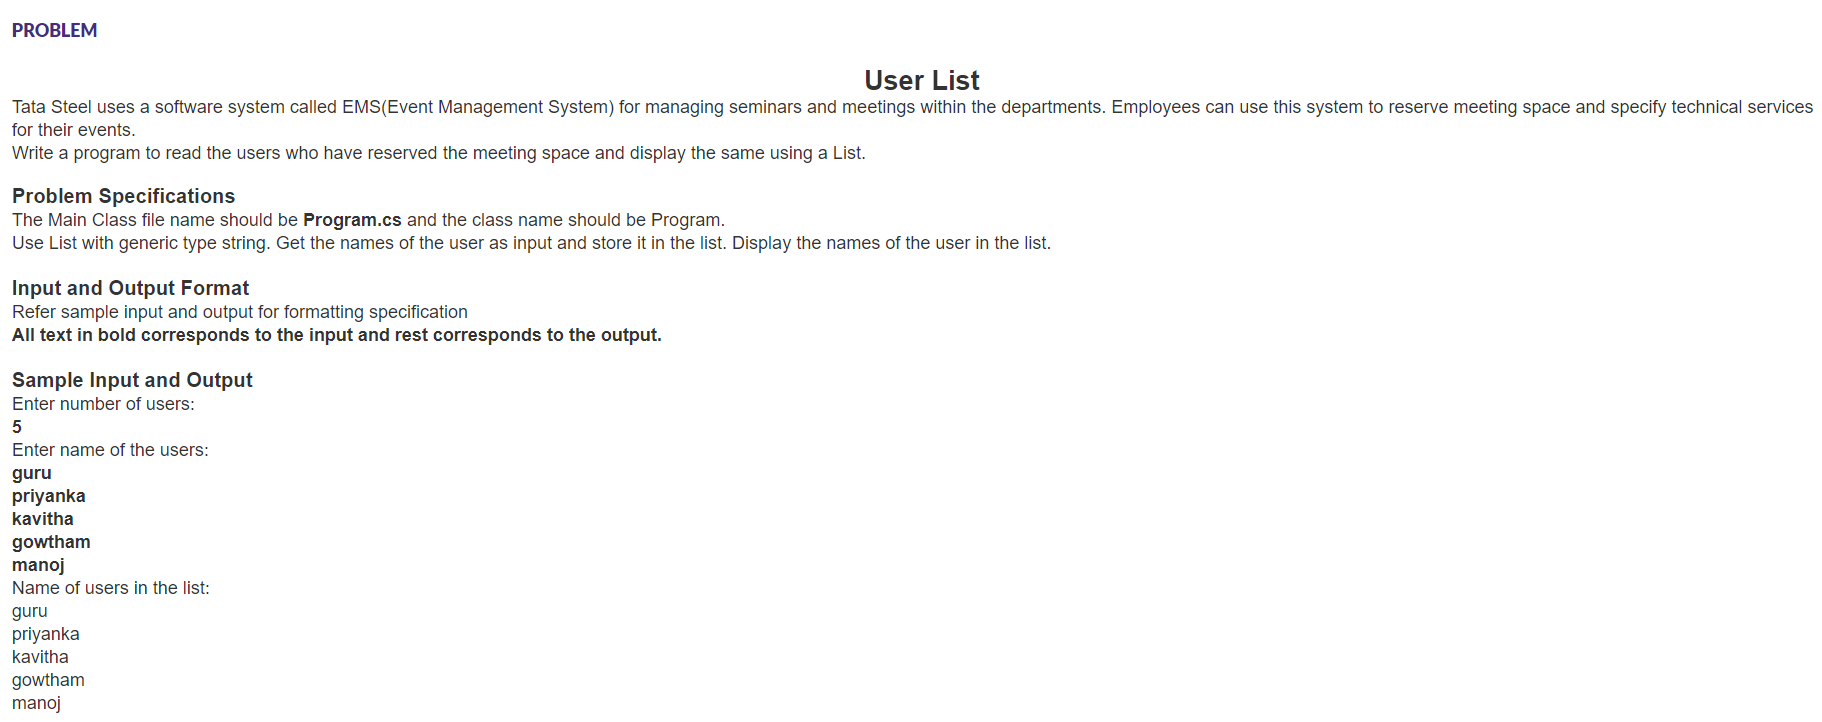 PROBLEM
User List
Tata Steel uses a software system called EMS(Event Management System) for managing seminars and meetings within the departments. Employees can use this system to reserve meeting space and specify technical services
for their events.
Write a program to read the users who have reserved the meeting space and display the same using a List.
Problem Specifications
The Main Class file name should be Program.cs and the class name should be Program.
Use List with generic type string. Get the names of the user as input and store it in the list. Display the names of the user in the list.
Input and Output Format
Refer sample input and output for formatting specification
All text in bold corresponds to the input and rest corresponds to the output.
Sample Input and Output
Enter number of users:
5
Enter name of the users:
guru
priyanka
kavitha
gowtham
manoj
Name of users in the list:
guru
priyanka
kavitha
gowtham
manoj